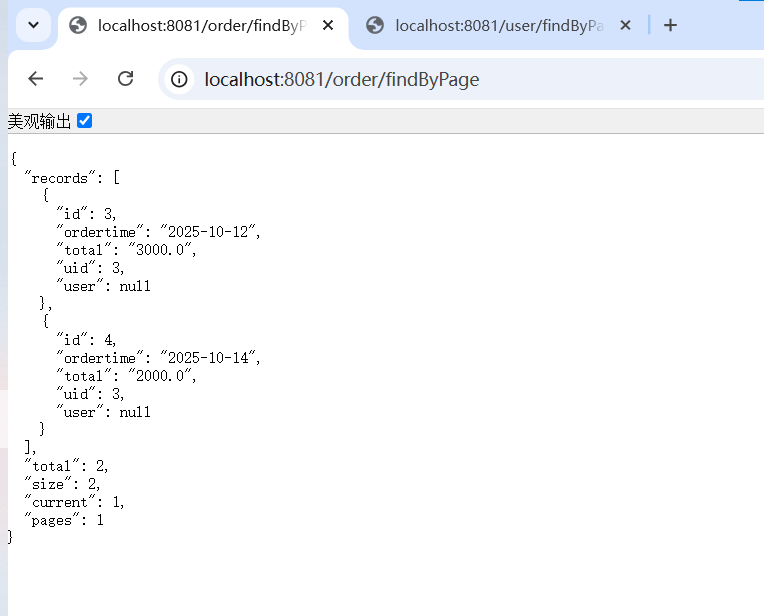 localhost:8081/order/findByP
localhost:8081/user/findByPa
localhost:8081/order/findByPage
美观输出
{
  "records": [
    {
      "id": 3,
      "ordertime": "2025-10-12",
      "total": "3000.0",
      "uid": 3,
      "user": null
    },
    {
      "id": 4,
      "ordertime": "2025-10-14",
      "total": "2000.0",
      "uid": 3,
      "user": null
    }
  ],
  "total": 2,
  "size": 2,
  "current": 1,
  "pages": 1
}